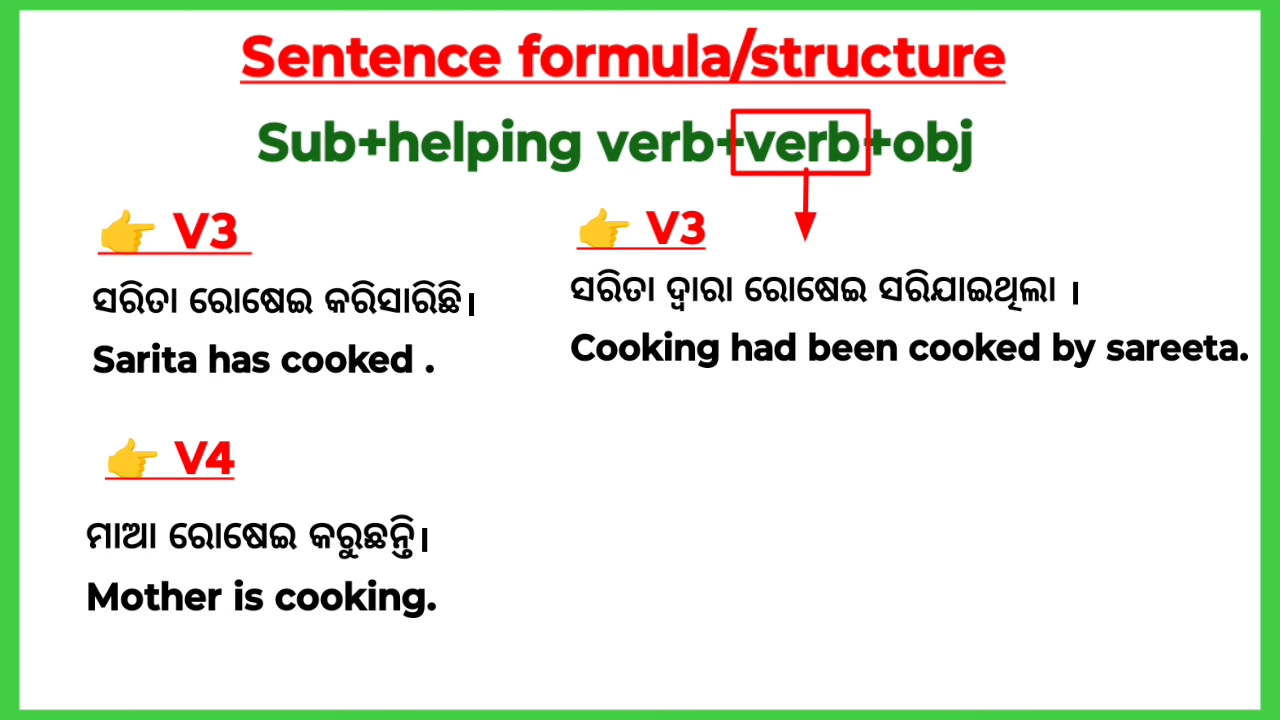 Sentence formula/structure
Sub+helping verb+verb+obj
👉 V3
ସରିତା ରୋଷେଇ କରିସାରିଛି।
Sarita has cooked .
👉 V3
ସରିତା ଦ୍ୱାରା ରୋଷେଇ ସରିଯାଇଥିଲା ।
Cooking had been cooked by sareeta.
👉 V4
ମାଆ ରୋଷେଇ କରୁଛନ୍ତି।
Mother is cooking.